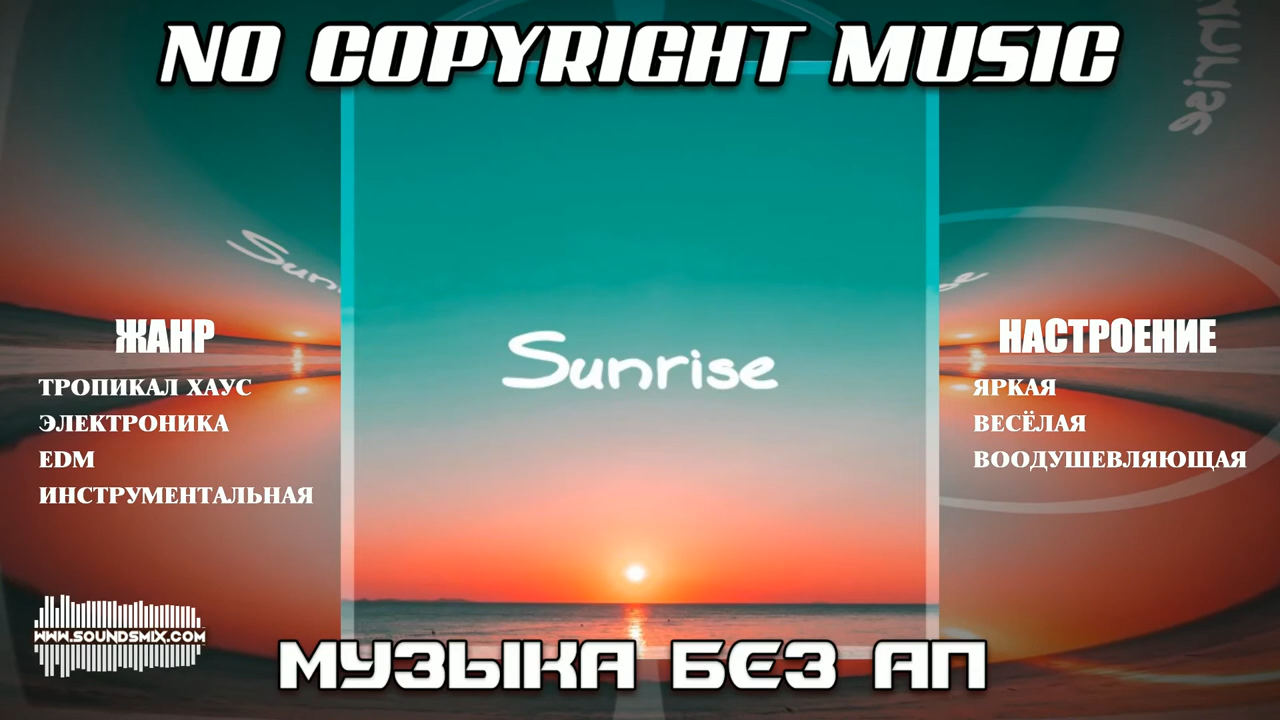 NO COPYRIGHT MUSIC
Sunrise
ЖАНР
ТРОПИКАЛ ХАУС
ЭЛЕКТРОНИКА
EDM
ИНСТРУМЕНТАЛЬНАЯ
НАСТРОЕНИЕ
ЯРКАЯ
ВЕСЁЛАЯ
ВООДУШЕВЛЯЮЩАЯ
WWW.SOUNDSMIX.COM
МУЗЫКА БЕЗ АП